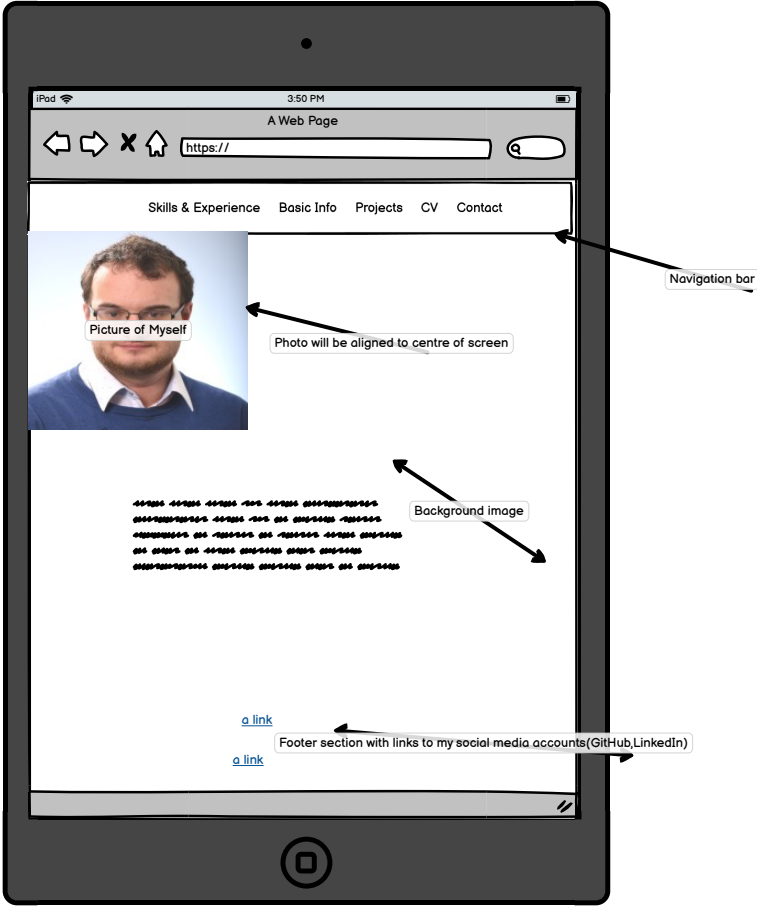 iPad 3:50 PM
A Web Page
https://
Skills & Experience Basic Info Projects CV Contact
Navigation bar
Picture of Myself
Photo will be aligned to centre of screen
Background image
a link
Footer section with links to my social media accounts(GitHub,LinkedIn)
a link